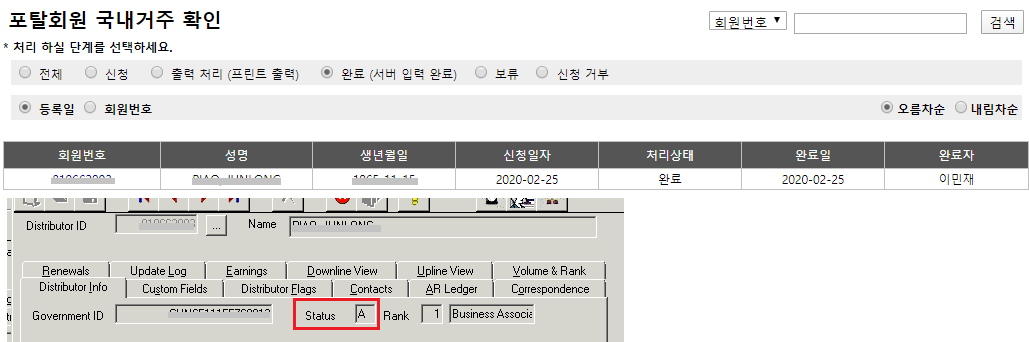 포탈회원 국내거주 확인
회원번호 검색
* 처리 하실 단계를 선택하세요.
전체 신청 출력 처리 (프린트 출력) 완료 (서버 입력 완료) 보류 신청 거부
등록일 회원번호 오름차순 내림차순
회원번호 성명 생년월일 신청일자 처리상태 완료일 완료자
2020-02-25 완료 2020-02-25 이민재
Distributor ID ... Name
Renewals Update Log Earnings Downline View Upline View Volume & Rank
Distributor Info Custom Fields Distributor Flags Contacts AR Ledger Correspondence
Government ID Status A Rank 1 Business Associa